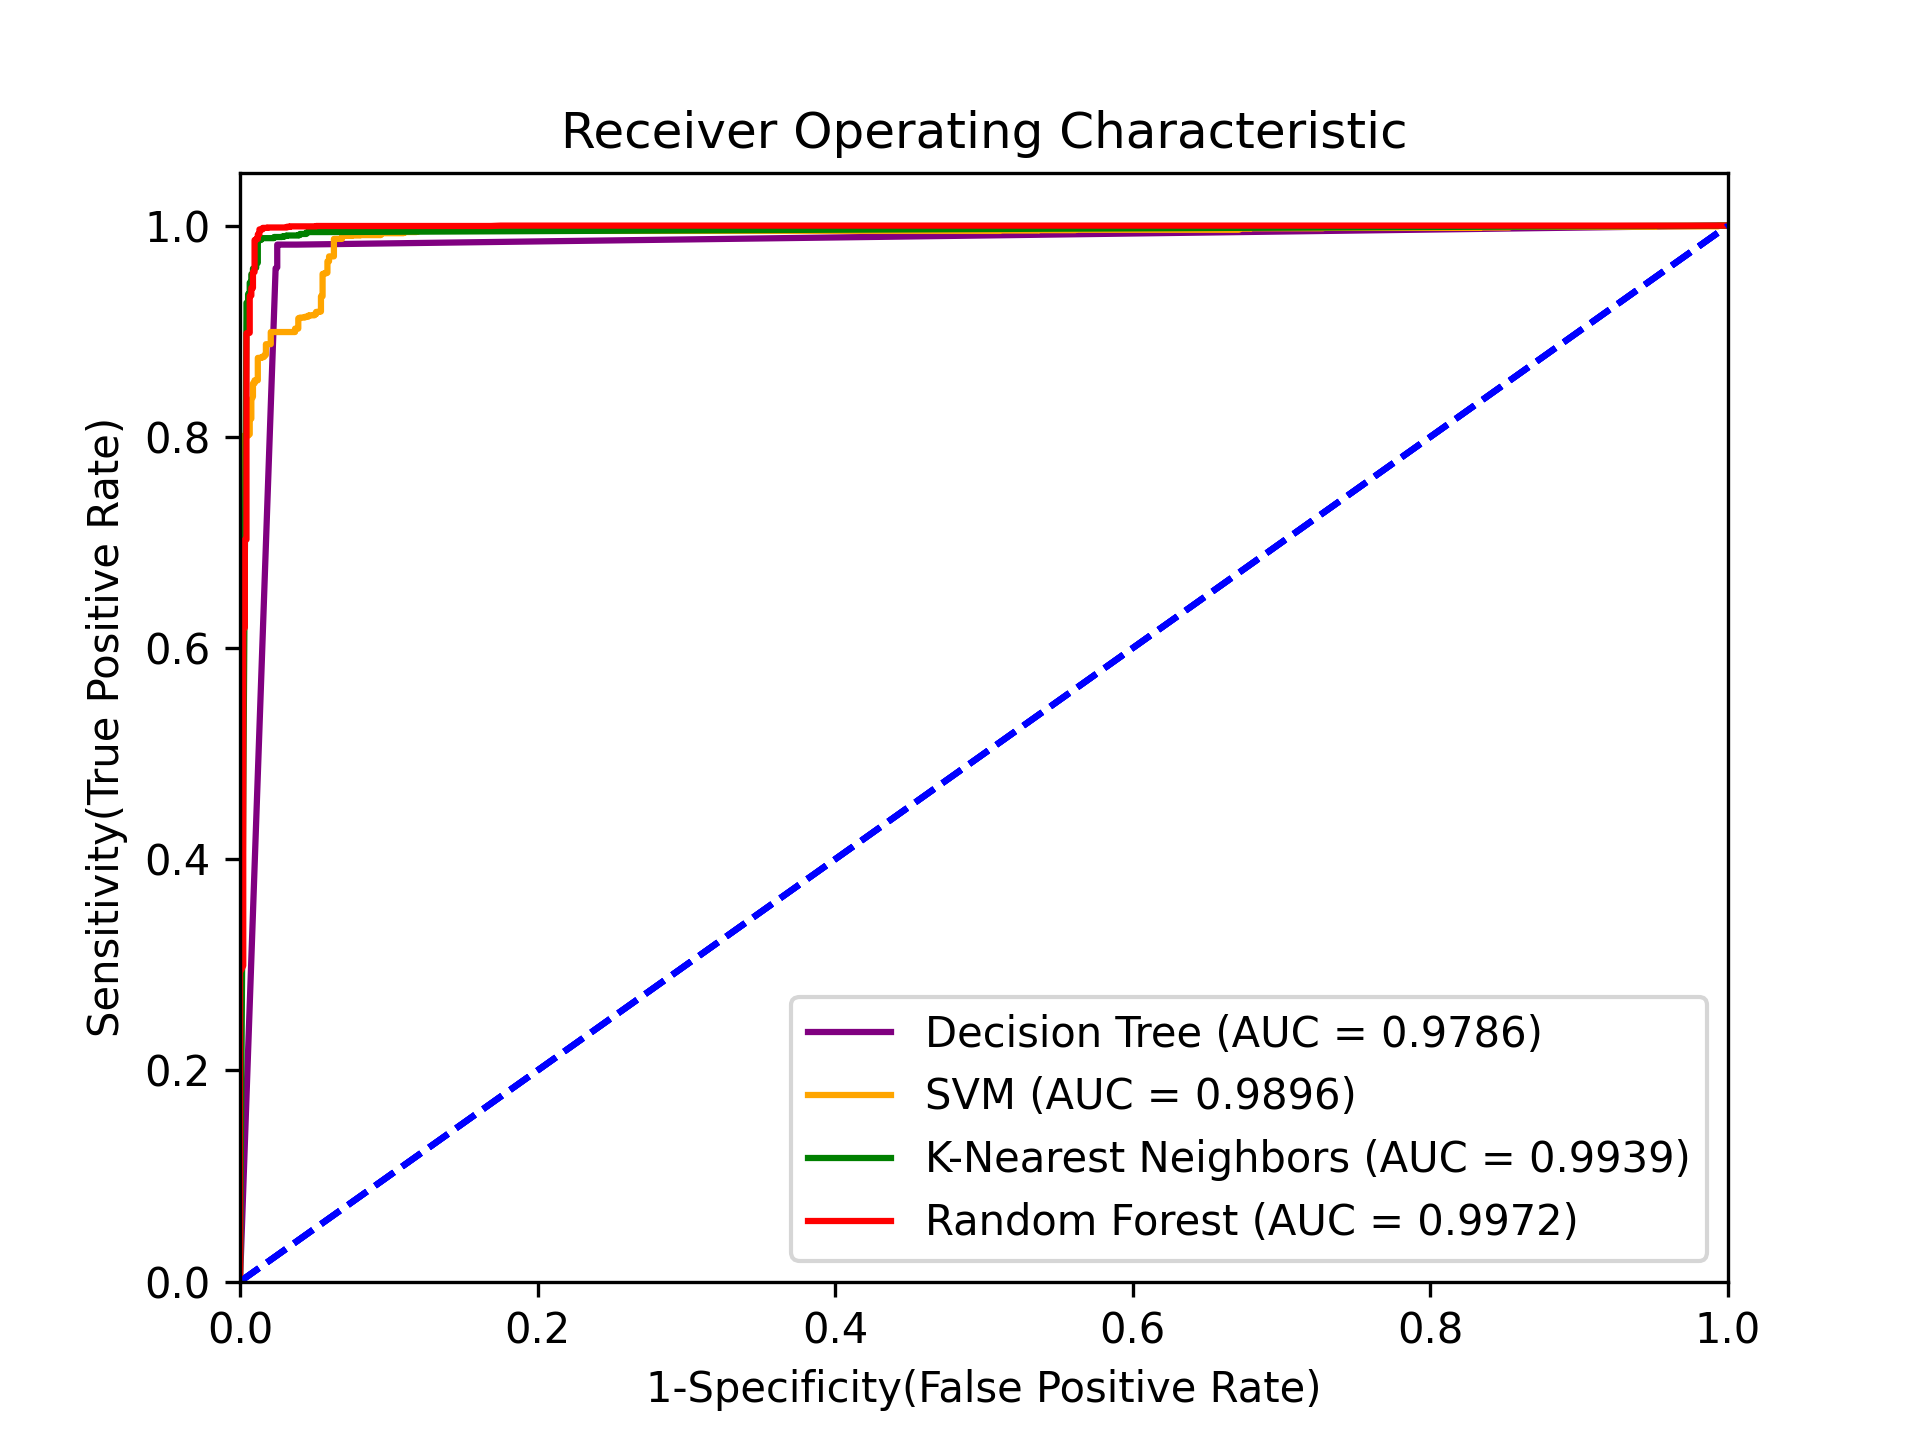 Receiver Operating Characteristic
1.0
0.8
0.6
0.4
0.2
0.0
Sensitivity(True Positive Rate)
Decision Tree (AUC = 0.9786)
SVM (AUC = 0.9896)
K-Nearest Neighbors (AUC = 0.9939)
Random Forest (AUC = 0.9972)
0.0 0.2 0.4 0.6 0.8 1.0
1-Specificity(False Positive Rate)